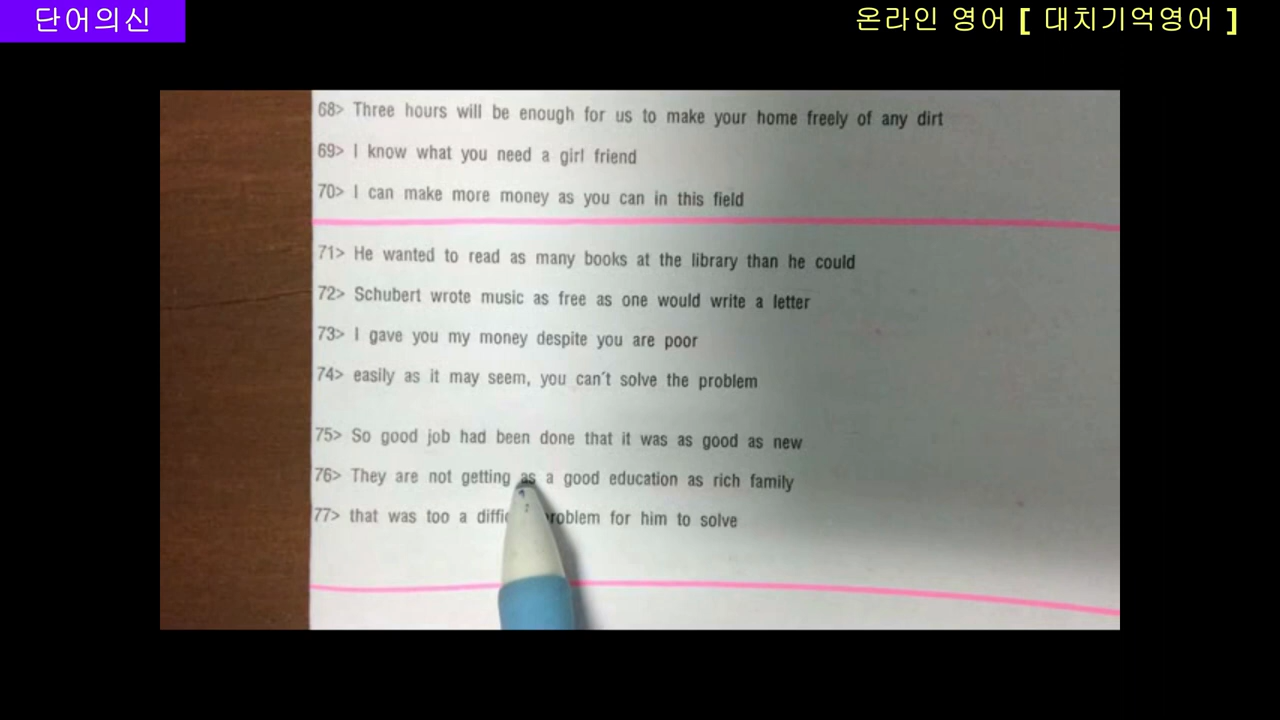 단어의신
온라인 영어 [ 대치기억영어 ]
68> Three hours will be enough for us to make your home freely of any dirt
69> I know what you need a girl friend
70> I can make more money as you can in this field
71> He wanted to read as many books at the library than he could
72> Schubert wrote music as free as one would write a letter
73> I gave you my money despite you are poor
74> easily as it may seem, you can't solve the problem
75> So good job had been done that it was as good as new
76> They are not getting as a good education as rich family
77> that was too a for him to solve